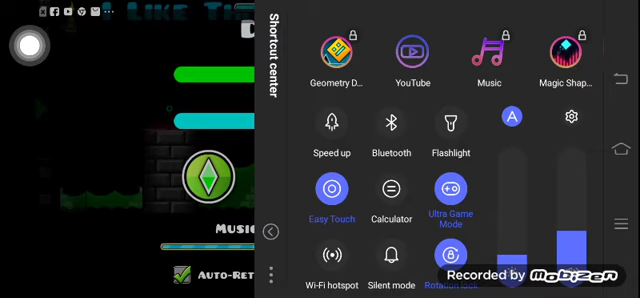 I LIKE
Shortcut center
Geometry D...
YouTube
Music
Magic Shap...
Speed up
Bluetooth
Flashlight
A
Easy Touch
Calculator
Ultra Game Mode
MUSIC
Wi-Fi hotspot
Silent mode
Rotation lock
AUTO-RET
Recorded by MOBIZEN